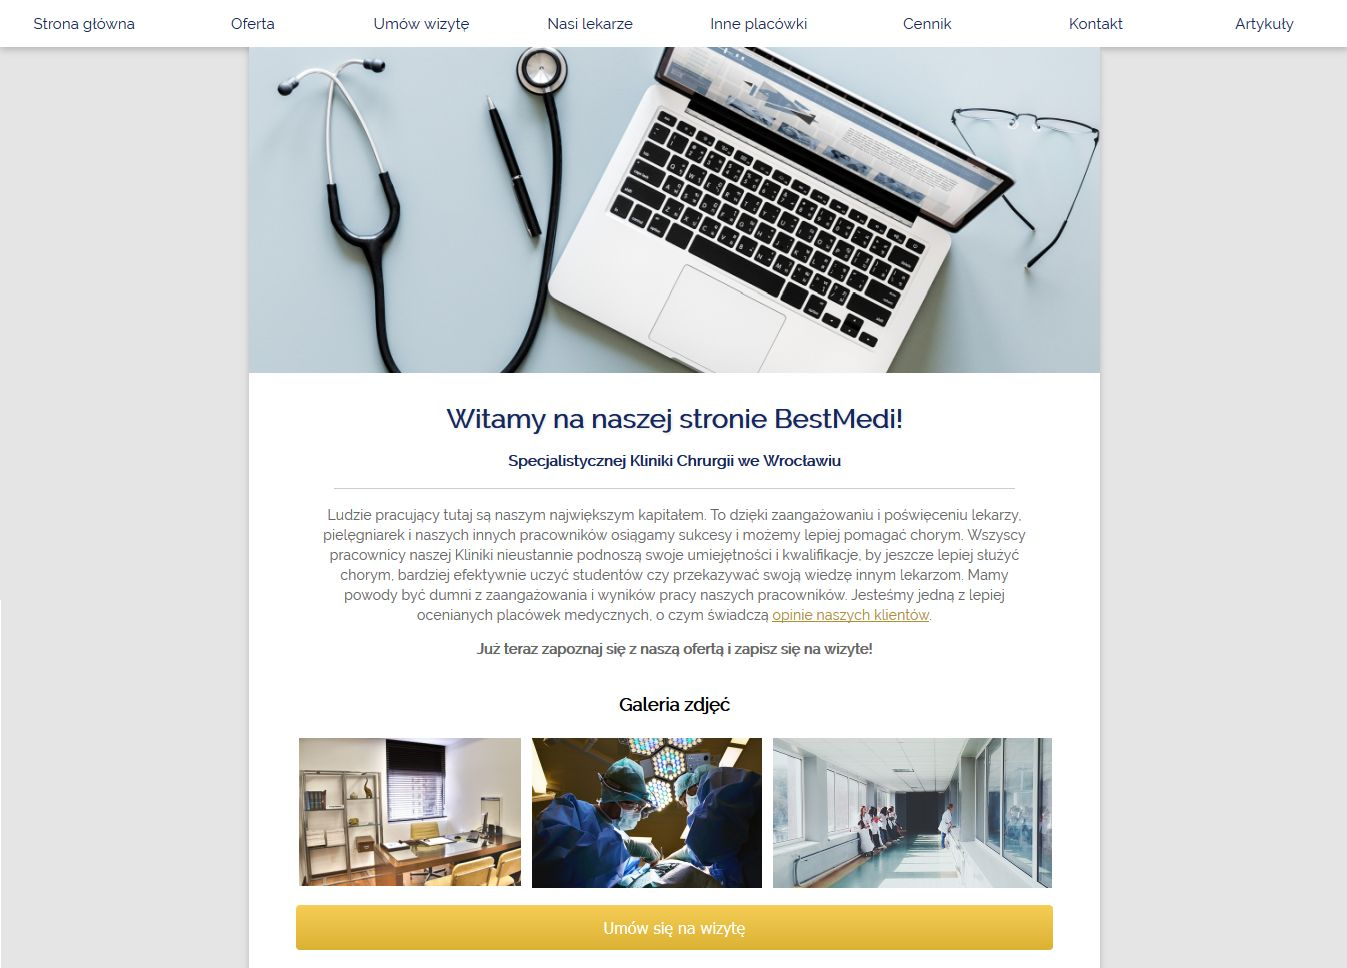 Strona główna Oferta Umów wizytę Nasi lekarze Inne placówki Cennik Kontakt Artykuły
Witamy na naszej stronie BestMedi!
Specjalistycznej Kliniki Chrurgii we Wrocławiu
Ludzie pracujący tutaj są naszym największym kapitałem. To dzięki zaangażowaniu i poświęceniu lekarzy,
pielęgniarek i naszych innych pracowników osiągamy sukcesy i możemy lepiej pomagać chorym. Wszyscy
pracownicy naszej Kliniki nieustannie podnoszą swoje umiejętności i kwalifikacje, by jeszcze lepiej służyć
chorym, bardziej efektywnie uczyć studentów czy przekazywać swoją wiedzę innym lekarzom. Mamy
powody być dumni z zaangażowania i wyników pracy naszych pracowników. Jesteśmy jedną z lepiej
ocenianych placówek medycznych, o czym świadczą opinie naszych klientów.
Już teraz zapoznaj się z naszą ofertą i zapisz się na wizyte!
Galeria zdjęć
Umów się na wizytę